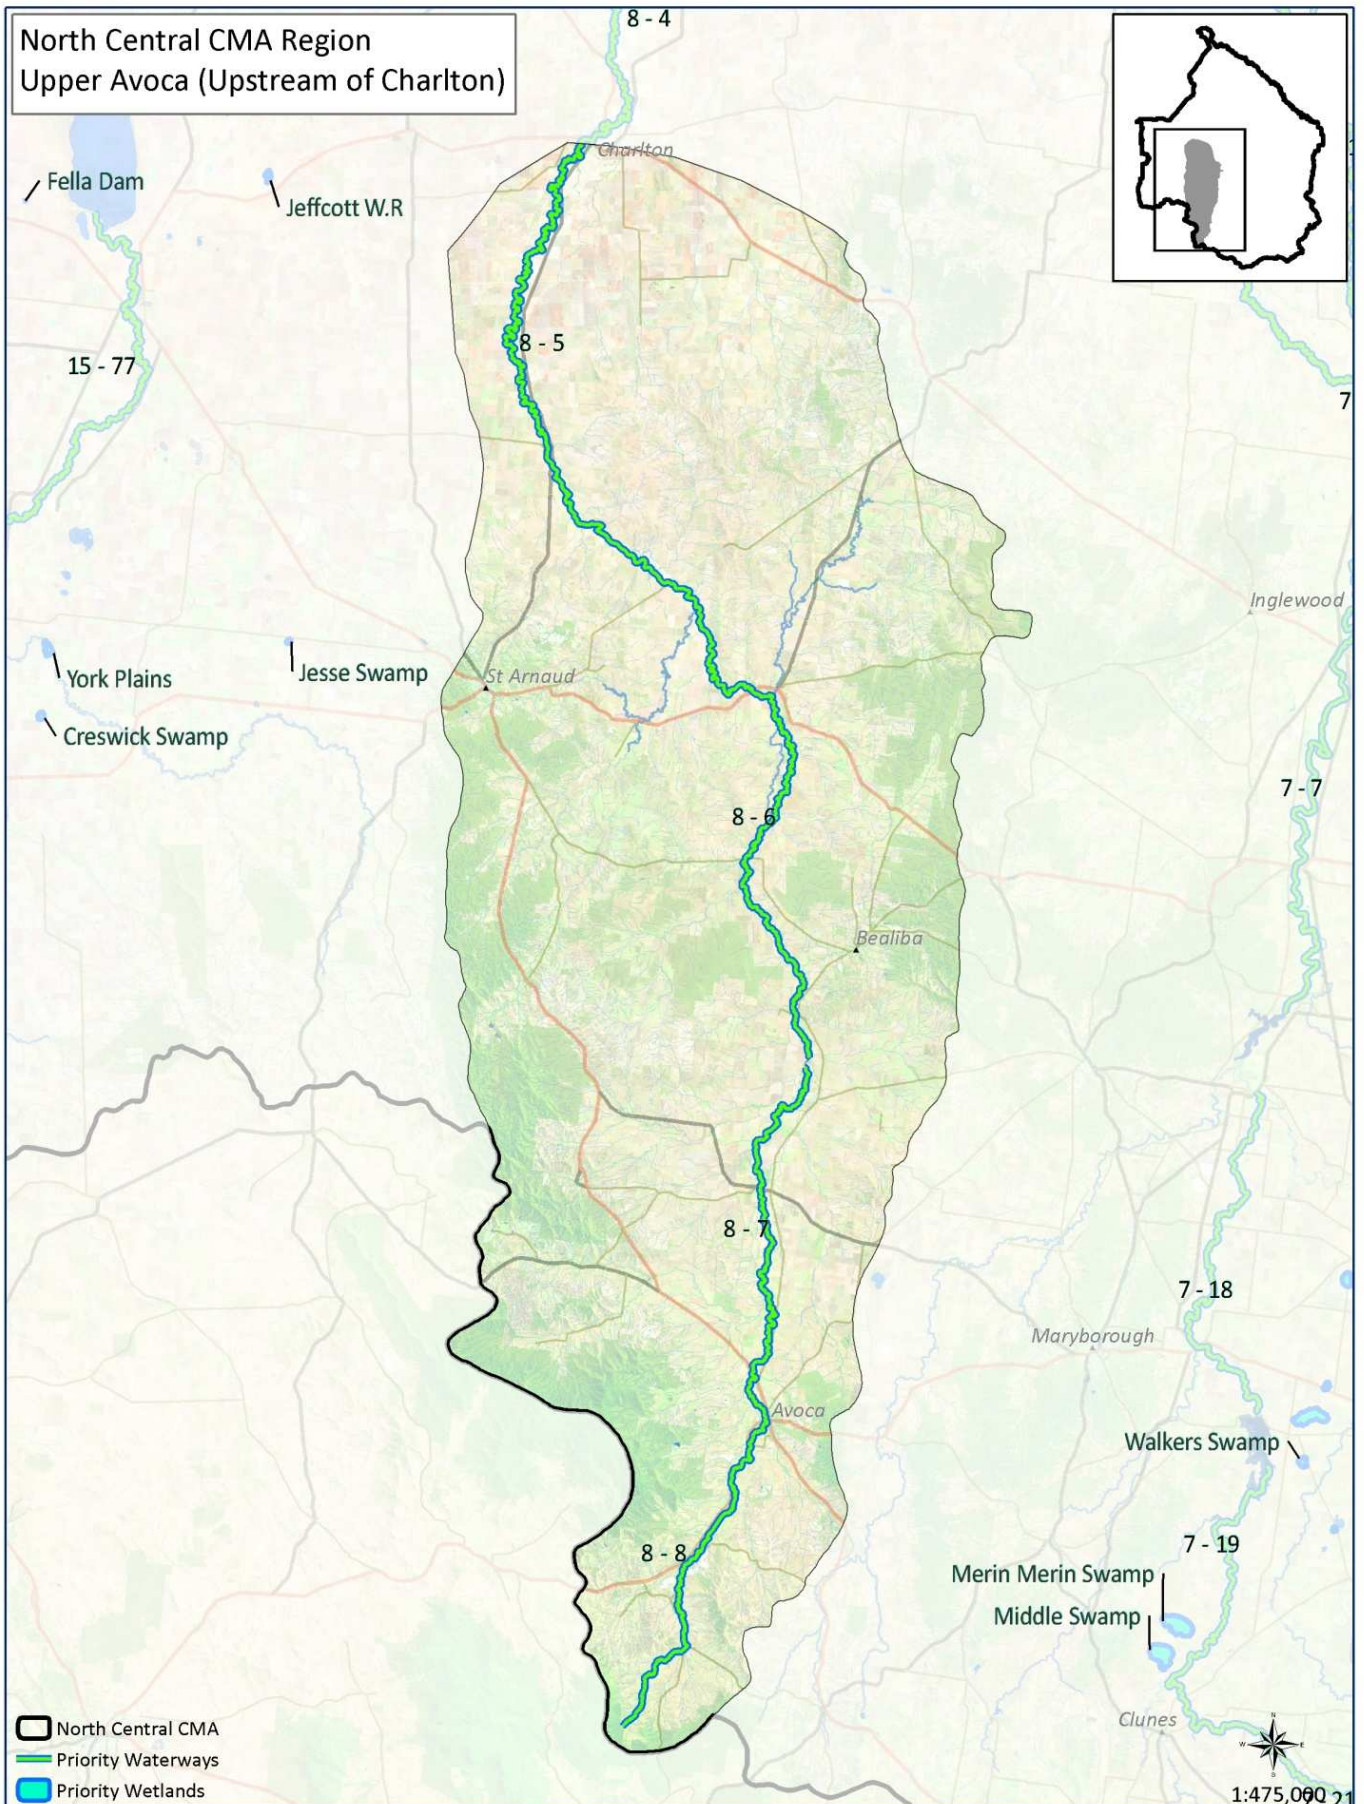 8 - 4
North Central CMA Region
Upper Avoca (Upstream of Charlton)
Charlton
Fella Dam
Jeffcott W.R
8 - 5
15 - 77
7
Inglewood
York Plains
Jesse Swamp
St Arnaud
Creswick Swamp
7 - 7
8 - 6
Bealiba
8 - 7
7 - 18
Maryborough
Avoca
Walkers Swamp
8 - 8
7 - 19
Merin Merin Swamp
Middle Swamp
Clunes
North Central CMA
Priority Waterways
Priority Wetlands
N
W E
S
1:475,000